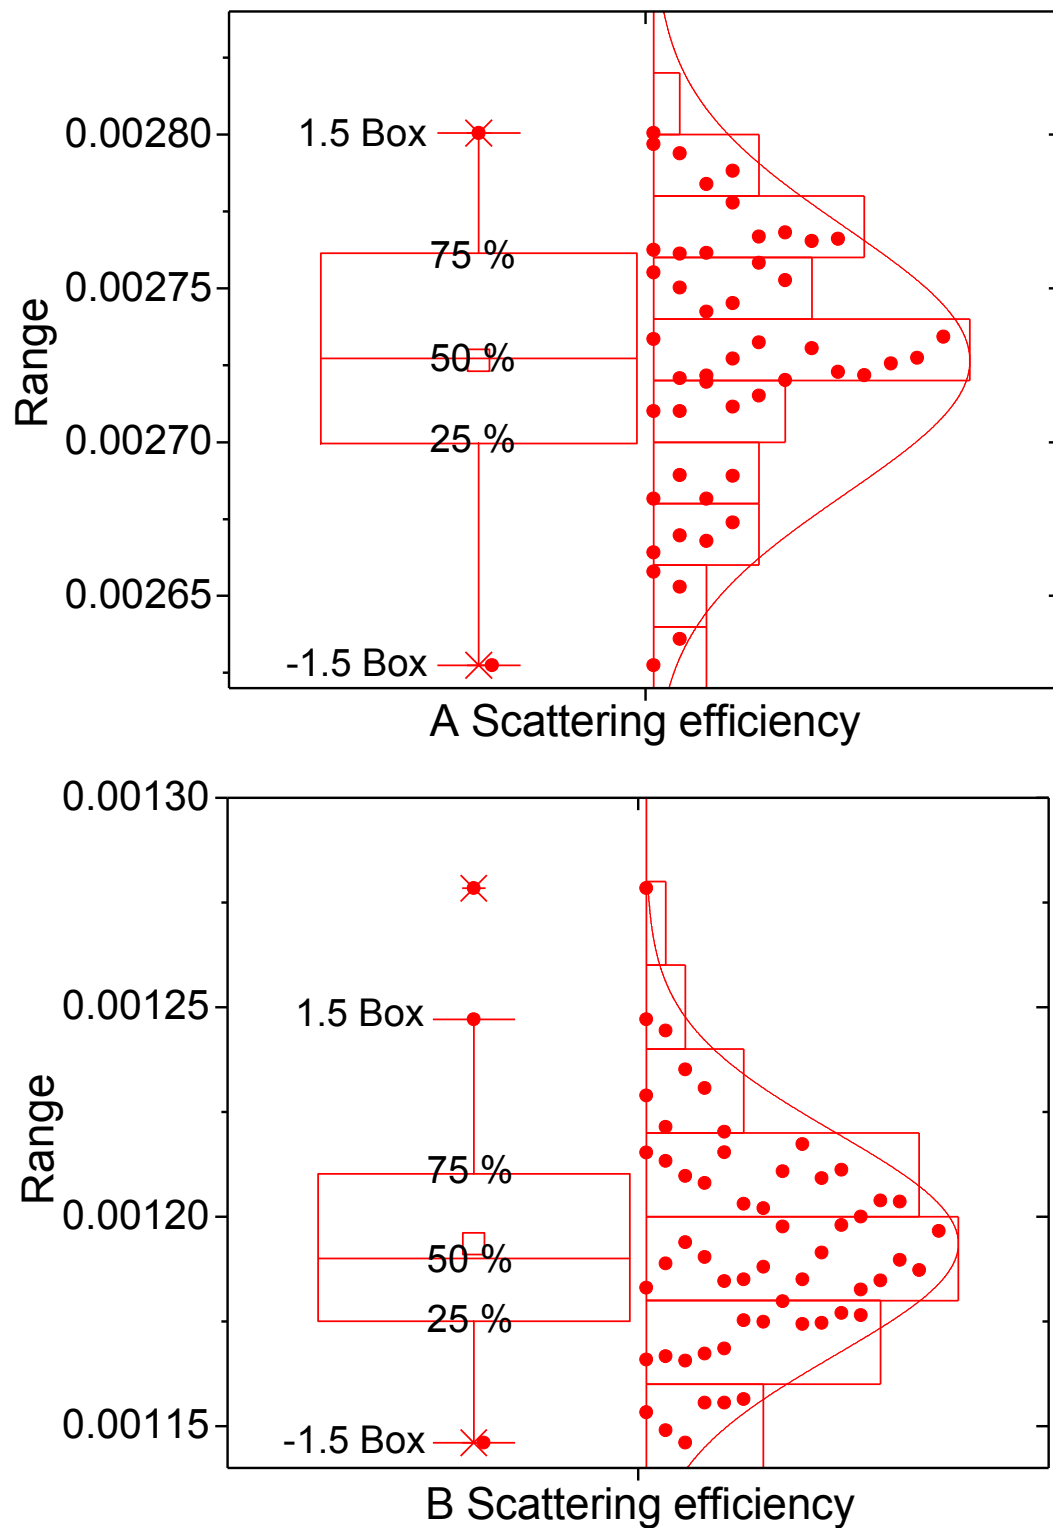 0.00280
1.5 Box
75 %
0.00275
Range
50 %
0.00270
25 %
0.00265
-1.5 Box
A Scattering efficiency
0.00130
0.00125
1.5 Box
Range
75 %
0.00120
50 %
25 %
0.00115
-1.5 Box
B Scattering efficiency